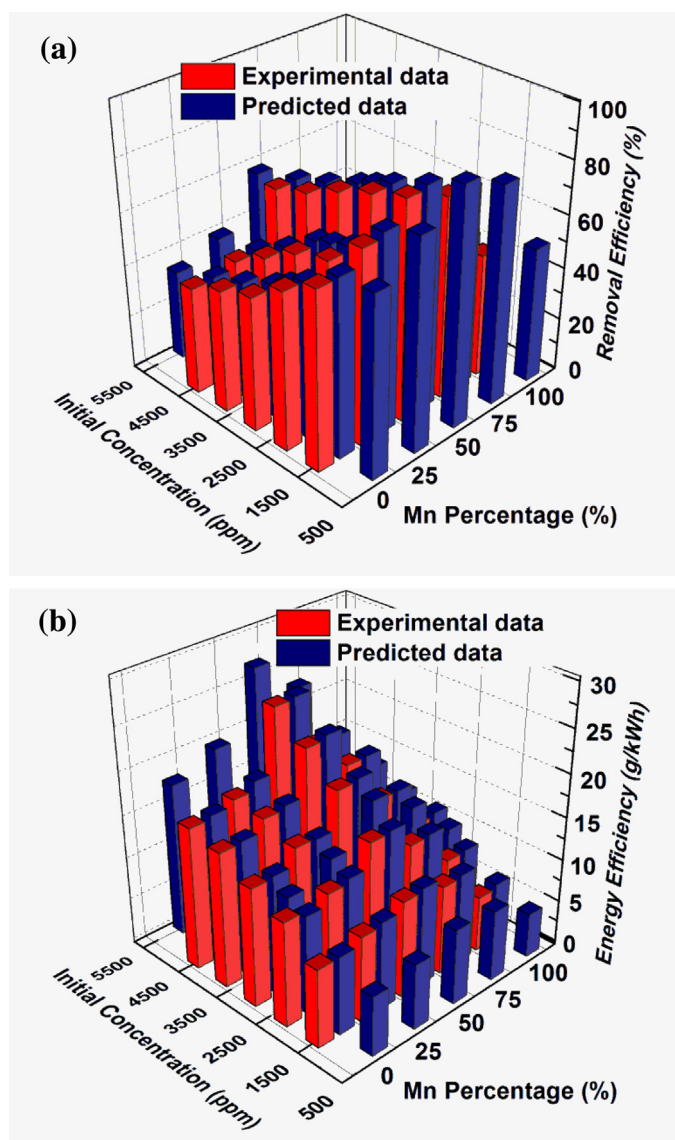 (a)
Experimental data
Predicted data
100
80
60
40
20
0
Removal Efficiency (%)
5500
4500
3500
2500
1500
500
Initial Concentration (ppm)
0
25
50
75
100
Mn Percentage (%)
(b)
Experimental data
Predicted data
30
25
20
15
10
5
0
Energy Efficiency (g/kWh)
5500
4500
3500
2500
1500
500
Initial Concentration (ppm)
0
25
50
75
100
Mn Percentage (%)